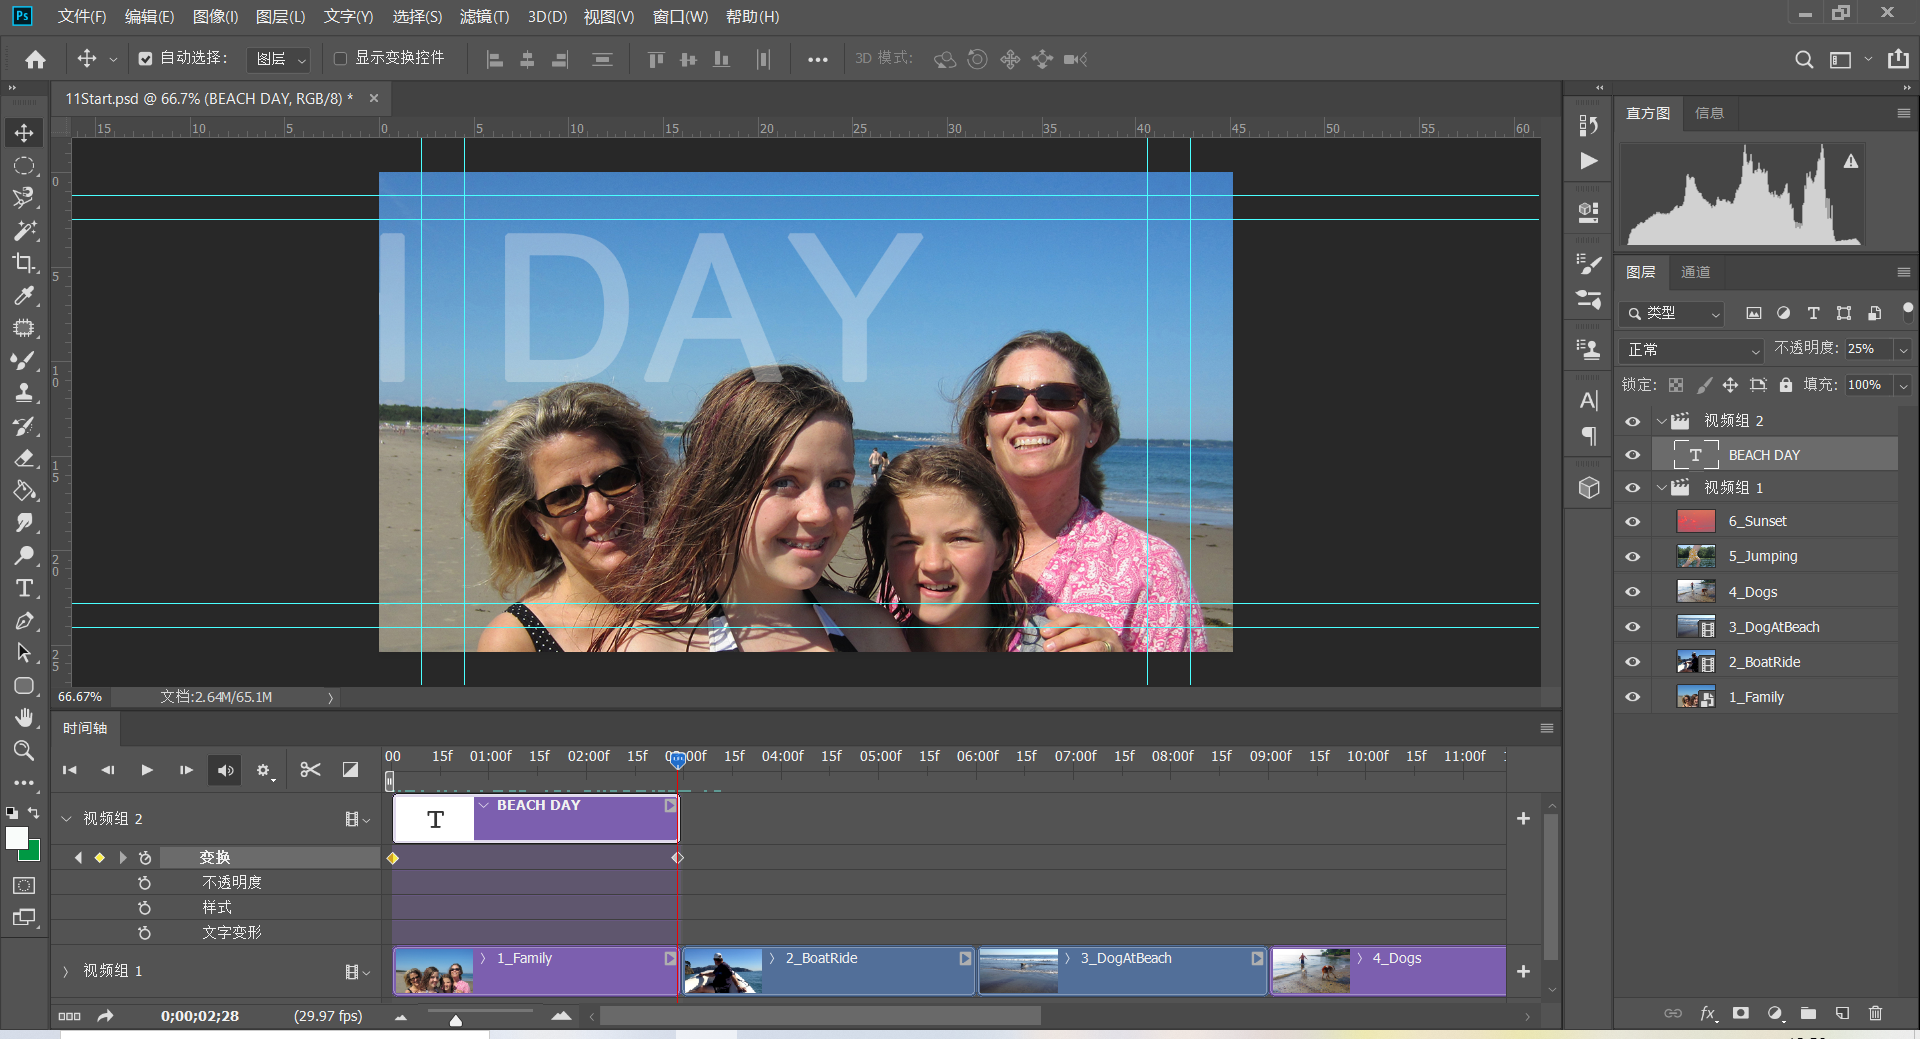 Ps 文件(F) 编辑(E) 图像(I) 图层(L) 文字(Y) 选择(S) 滤镜(T) 3D(D) 视图(V) 窗口(W) 帮助(H)
自动选择: 图层 显示变换控件 3D 模式:
11Start.psd @ 66.7% (BEACH DAY, RGB/8) * ×
15 10 5 0 5 10 15 20 25 30 35 40 45 50 55 60
0
5
10
15
20
25
DAY
66.67% 文档:2.64M/65.1M
直方图 信息
图层 通道
类型
正常 不透明度: 25%
锁定: 填充: 100%
视频组 2
T BEACH DAY
视频组 1
6_Sunset
5_Jumping
4_Dogs
3_DogAtBeach
2_BoatRide
1_Family
fx
时间轴
00 15f 01:00f 15f 02:00f 15f 03:00f 15f 04:00f 15f 05:00f 15f 06:00f 15f 07:00f 15f 08:00f 15f 09:00f 15f 10:00f 15f 11:00f
视频组 2 T BEACH DAY
变换
不透明度
样式
文字变形
视频组 1 1_Family 2_BoatRide 3_DogAtBeach 4_Dogs
0;00;02;28 (29.97 fps)